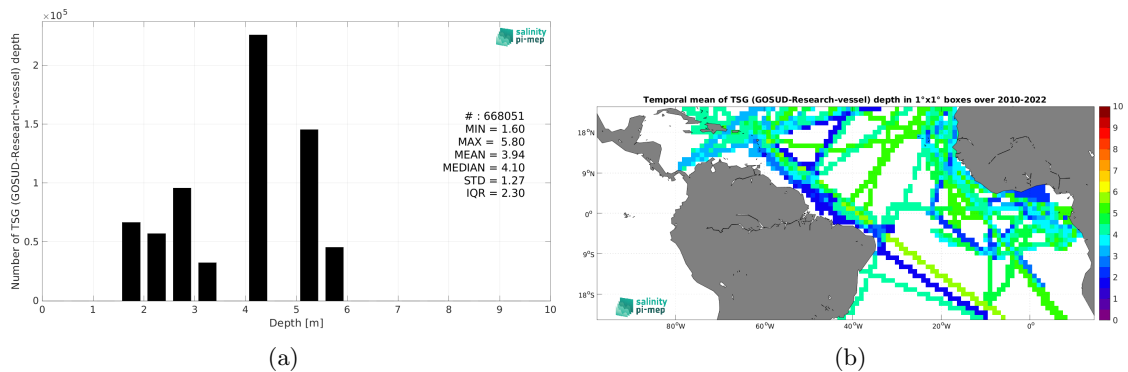 ×10⁵
salinity
pi-mep
Number of TSG (GOSUD-Research-vessel) depth
2
1.5
1
0.5
0
# : 668051
MIN = 1.60
MAX = 5.80
MEAN = 3.94
MEDIAN = 4.10
STD = 1.27
IQR = 2.30
0 1 2 3 4 5 6 7 8 9 10
Depth [m]
(a)
Temporal mean of TSG (GOSUD-Research-vessel) depth in 1°x1° boxes over 2010-2022
18°N
9°N
0°
9°S
18°S
salinity
pi-mep
80°W 60°W 40°W 20°W 0°
10
9
8
7
6
5
4
3
2
1
0
(b)